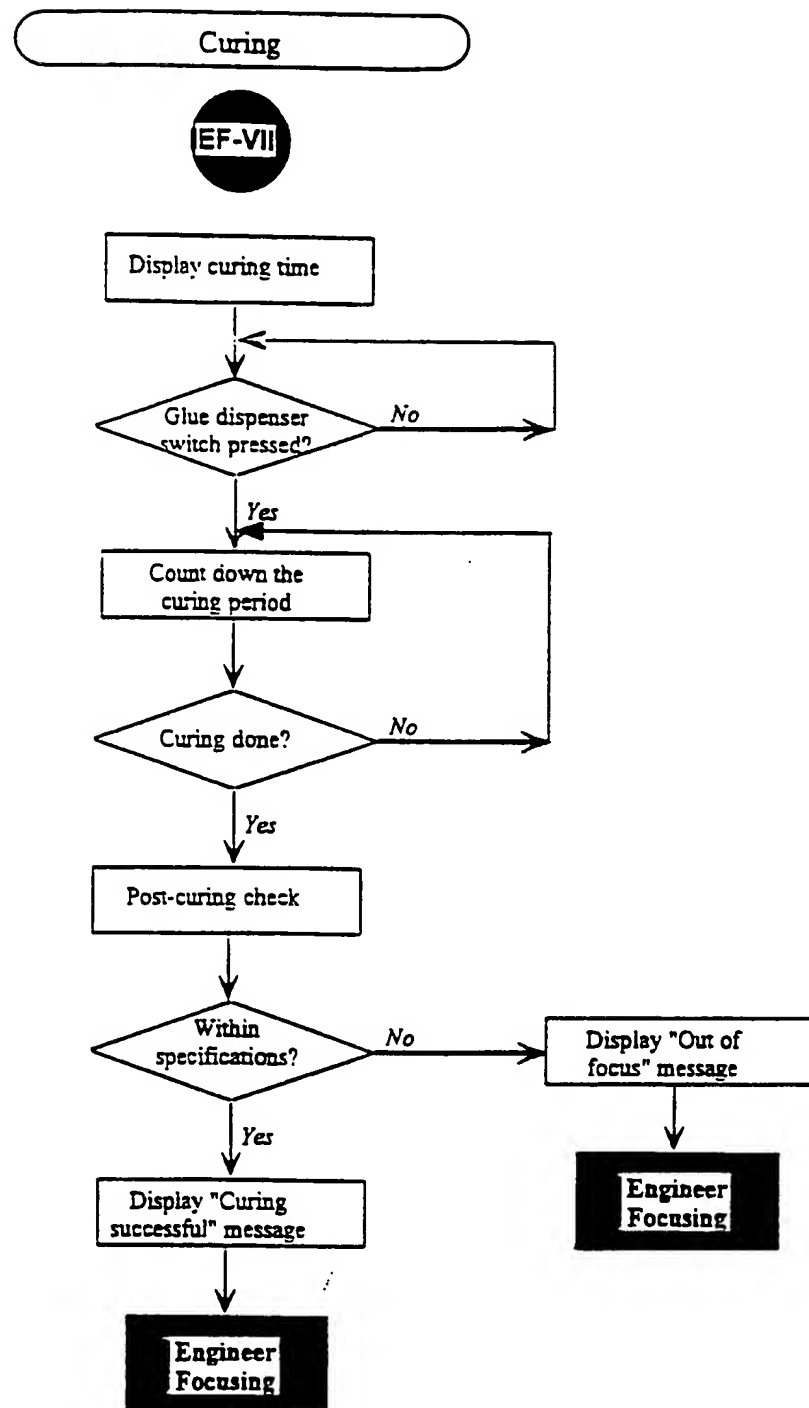 Curing
IEF-VII
Display curing time
Glue dispenser
switch pressed?
No
Yes
Count down the
curing period
Curing done?
No
Yes
Post-curing check
Within
specifications?
No
Display "Out of
focus" message
Yes
Engineer
Focusing
Display "Curing
successful" message
Engineer
Focusing